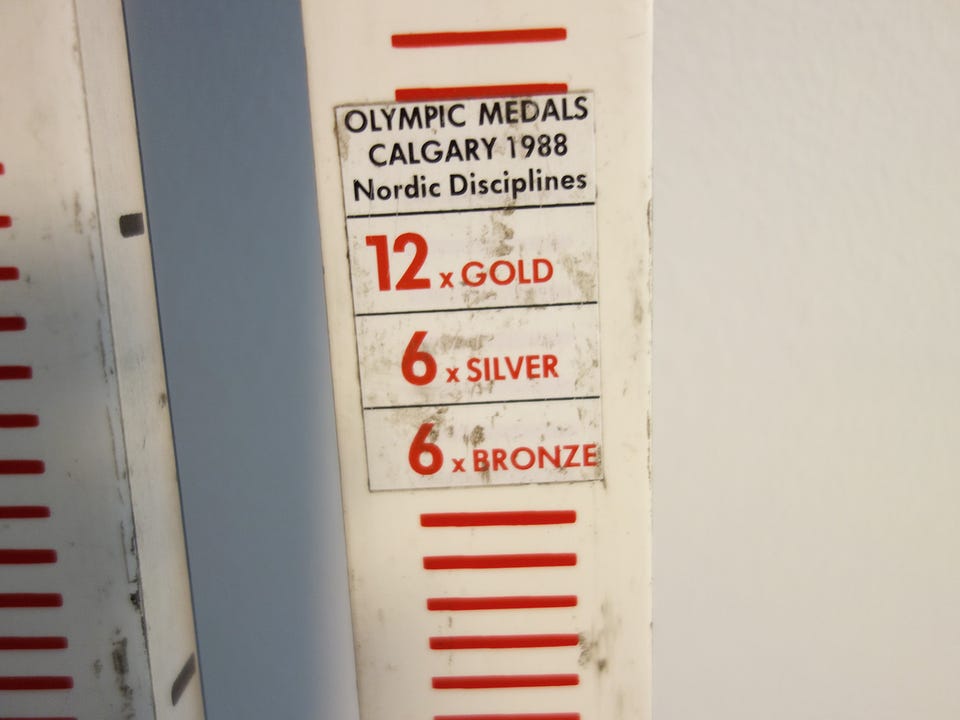 OLYMPIC MEDALS
CALGARY 1988
Nordic Disciplines
12 x GOLD
6 x SILVER
6 x BRONZE